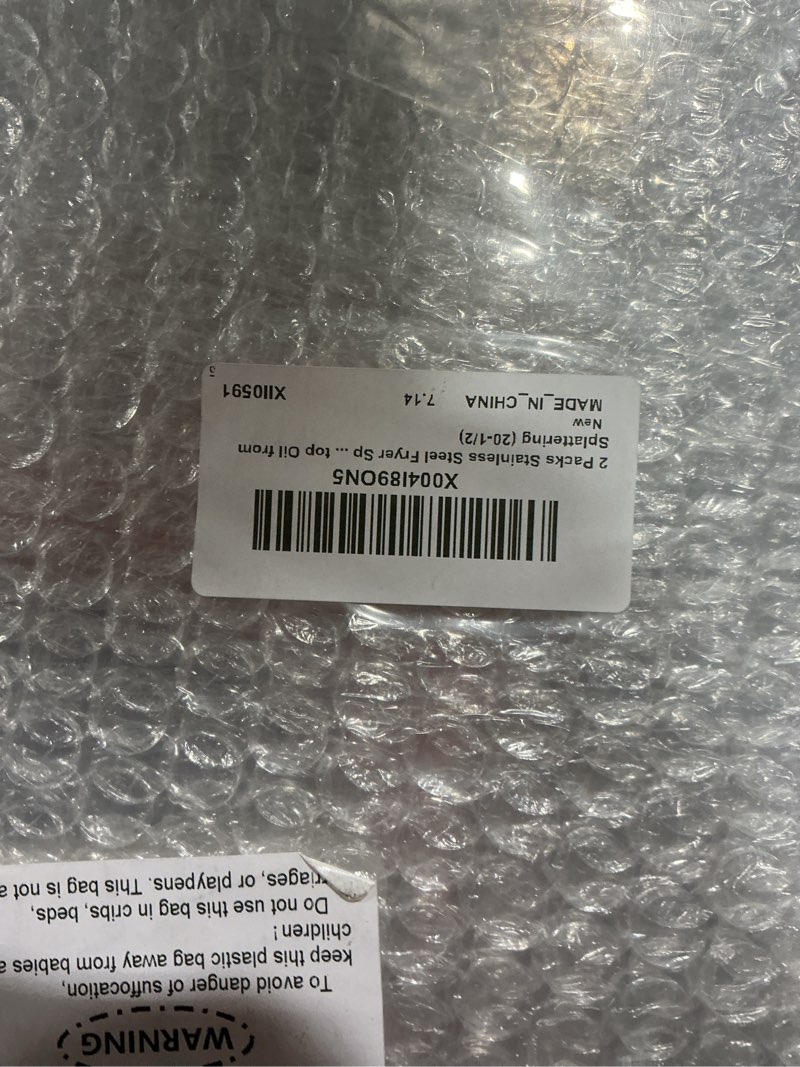 X004I89ON5
2 Packs Stainless Steel Fryer Sp ... top Oil from
Splattering (20-1/2)
New
MADE_IN_CHINA 7.14 XII0591
WARNING
To avoid danger of suffocation,
keep this plastic bag away from babies
children!
Do not use this bag in cribs, beds,
or playpens. This bag is not